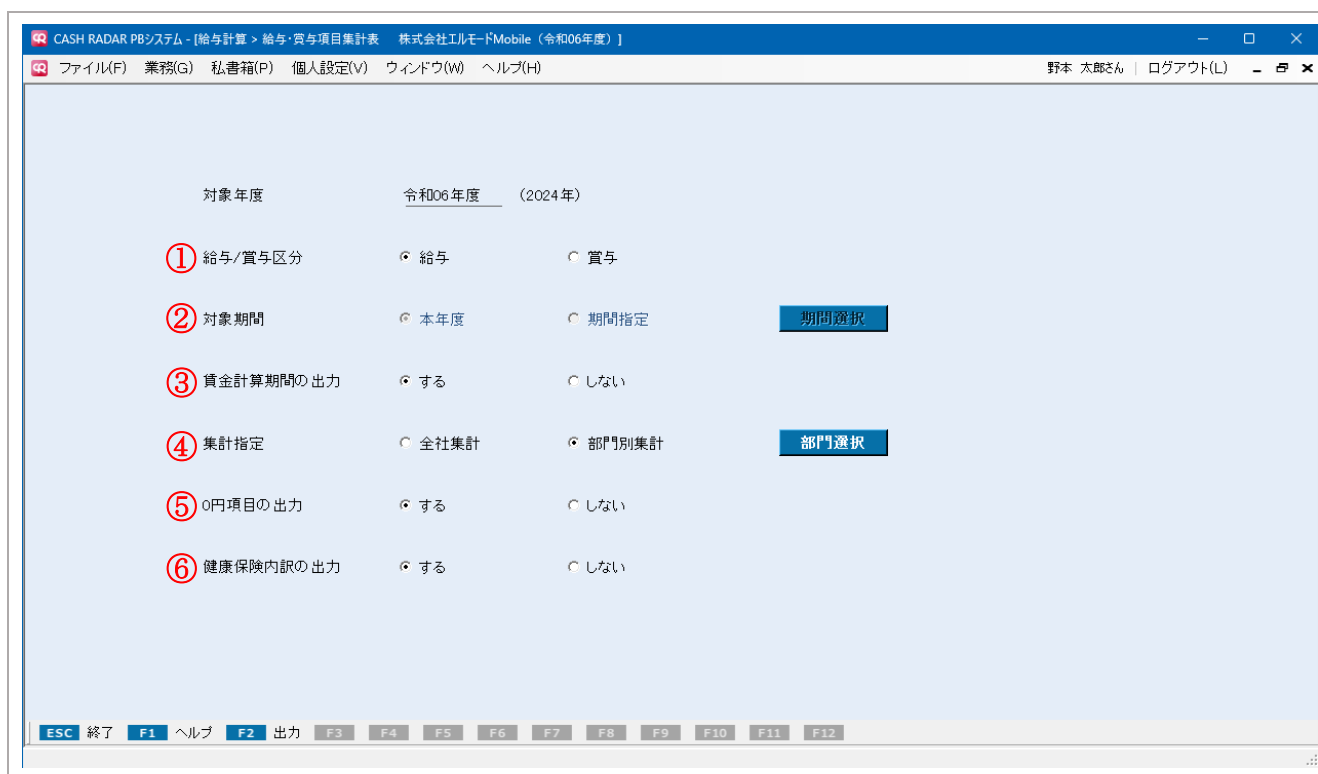 CASH RADAR PBシステム - [給与計算 > 給与・賞与項目集計表 株式会社エルモードMobile（令和06年度）]
ファイル(F) 業務(G) 私書箱(P) 個人設定(V) ウィンドウ(W) ヘルプ(H) 野本 太郎さん | ログアウト(L)
対象年度 令和06年度 (2024年)
① 給与/賞与区分 給与 賞与
② 対象期間 本年度 期間指定 期間選択
③ 賃金計算期間の出力 する しない
④ 集計指定 全社集計 部門別集計 部門選択
⑤ 0円項目の出力 する しない
⑥ 健康保険内訳の出力 する しない
ESC 終了 F1 ヘルプ F2 出力 F3 F4 F5 F6 F7 F8 F9 F10 F11 F12